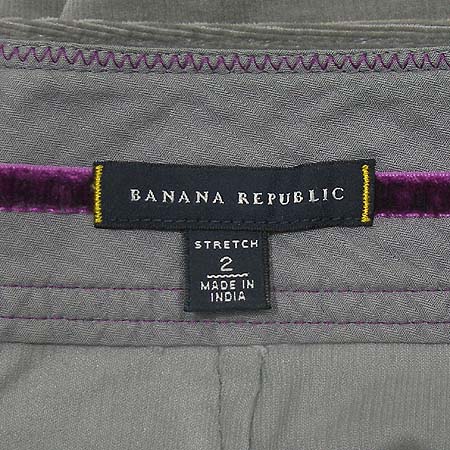 BANANA REPUBLIC
STRETCH
2
MADE IN
INDIA